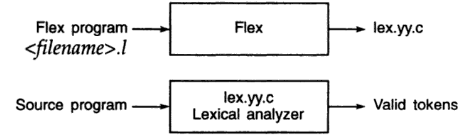 Flex program
<filename>.l
Flex
lex.yy.c
Source program
lex.yy.c
Lexical analyzer
Valid tokens